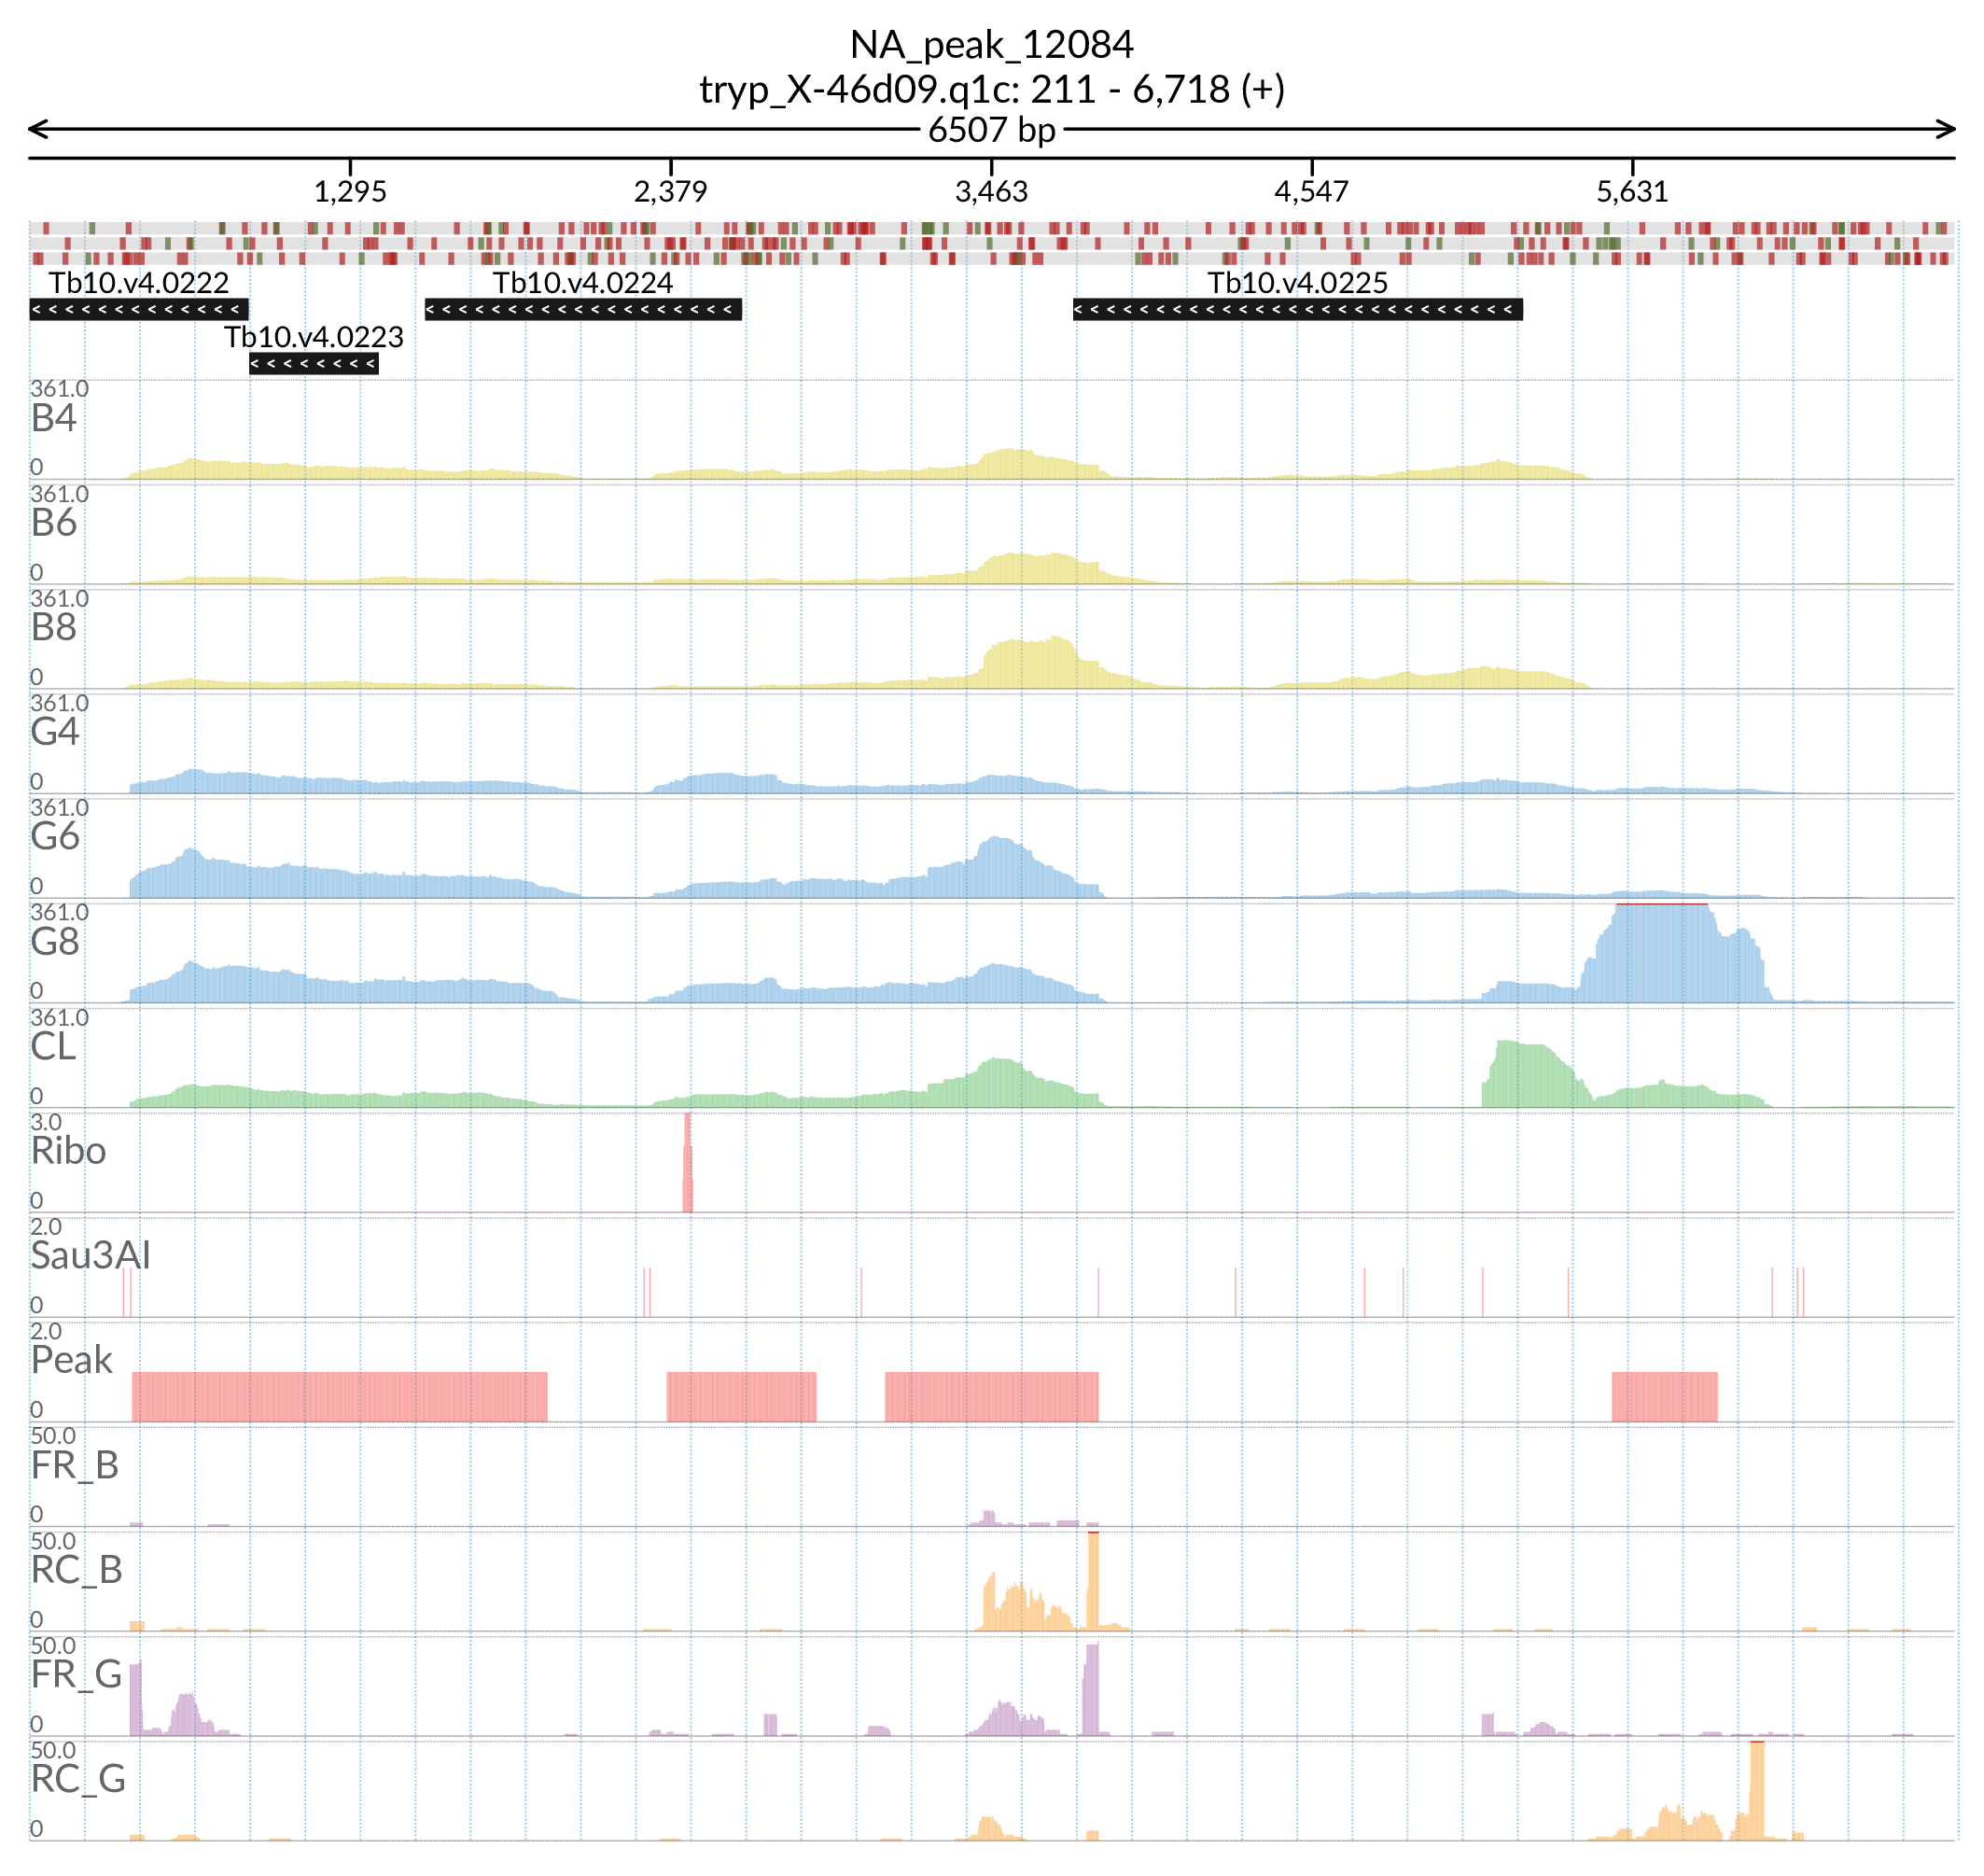 NA_peak_12084
tryp_X-46d09.q1c: 211 - 6,718 (+)
6507 bp
1,295 2,379 3,463 4,547 5,631
Tb10.v4.0222 Tb10.v4.0224 Tb10.v4.0225
Tb10.v4.0223
361.0
B4
0
361.0
B6
0
361.0
B8
0
361.0
G4
0
361.0
G6
0
361.0
G8
0
361.0
CL
0
3.0
Ribo
0
2.0
Sau3AI
0
2.0
Peak
0
50.0
FR_B
0
50.0
RC_B
0
50.0
FR_G
0
50.0
RC_G
0